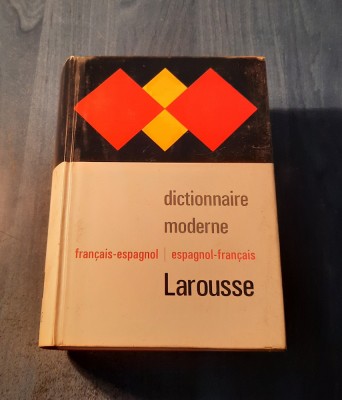 dictionnaire
moderne
français-espagnol | espagnol-français
Larousse